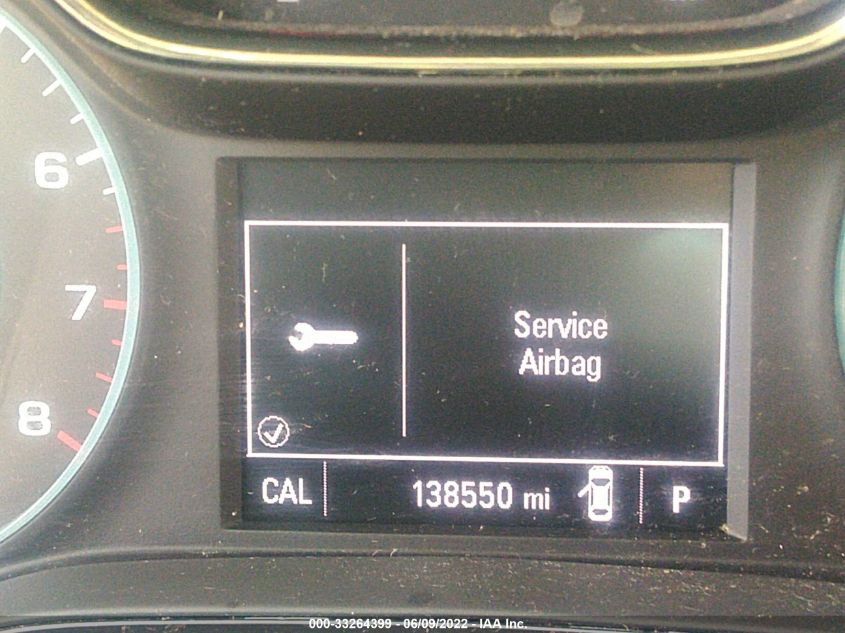 6
7
8
Service
Airbag
CAL 138550 mi P
000-33264399 - 06/09/2022 - IAA Inc.